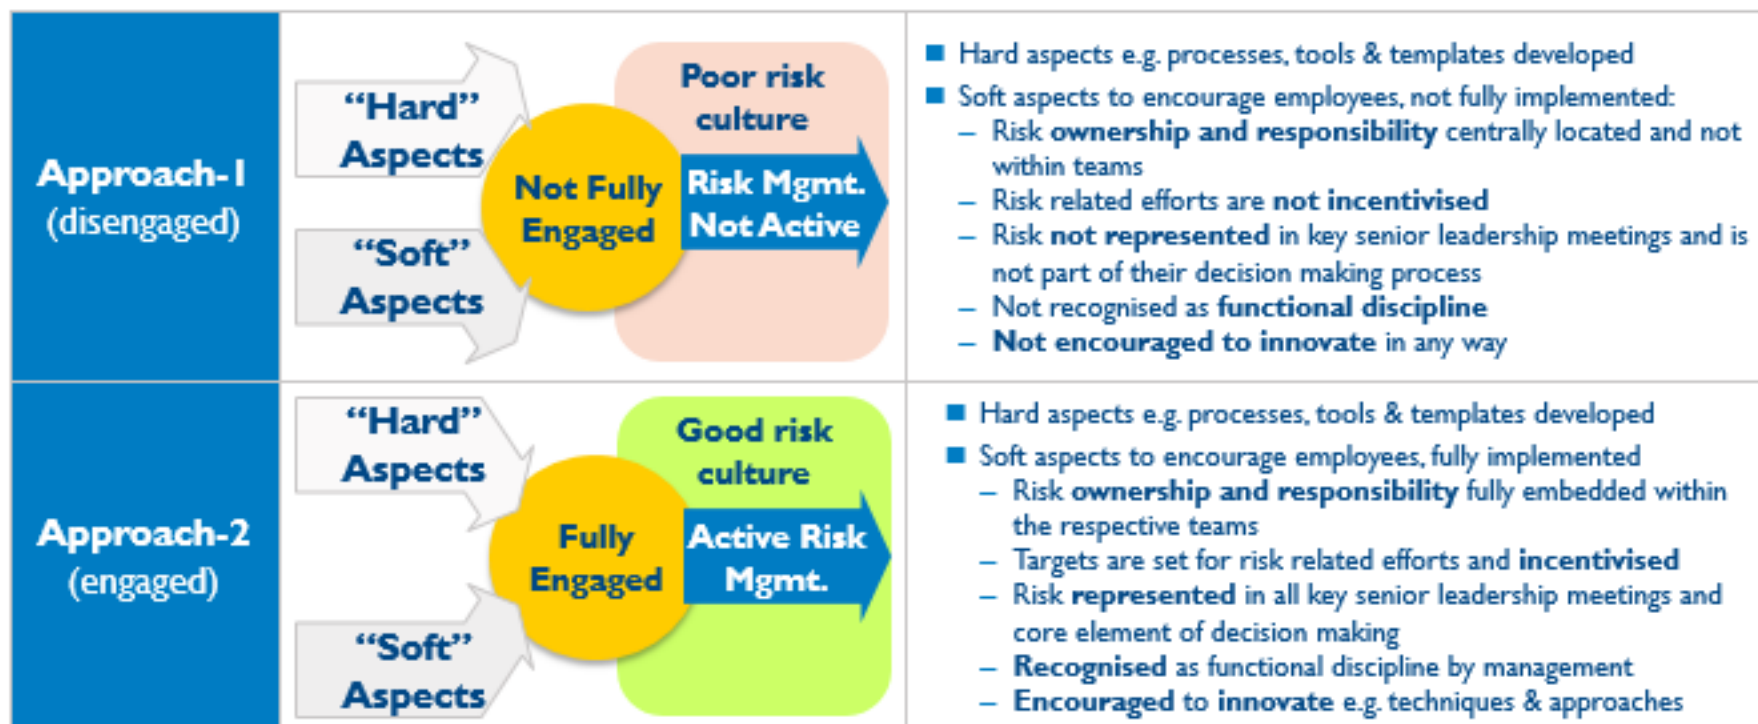 Approach-1
(disengaged)
“Hard”
Aspects
“Soft”
Aspects
Not Fully
Engaged
Poor risk
culture
Risk Mgmt.
Not Active
■ Hard aspects e.g. processes, tools & templates developed
■ Soft aspects to encourage employees, not fully implemented:
– Risk ownership and responsibility centrally located and not
within teams
– Risk related efforts are not incentivised
– Risk not represented in key senior leadership meetings and is
not part of their decision making process
– Not recognised as functional discipline
– Not encouraged to innovate in any way
Approach-2
(engaged)
“Hard”
Aspects
“Soft”
Aspects
Fully
Engaged
Good risk
culture
Active Risk
Mgmt.
■ Hard aspects e.g. processes, tools & templates developed
■ Soft aspects to encourage employees, fully implemented
– Risk ownership and responsibility fully embedded within
the respective teams
– Targets are set for risk related efforts and incentivised
– Risk represented in all key senior leadership meetings and
core element of decision making
– Recognised as functional discipline by management
– Encouraged to innovate e.g. techniques & approaches